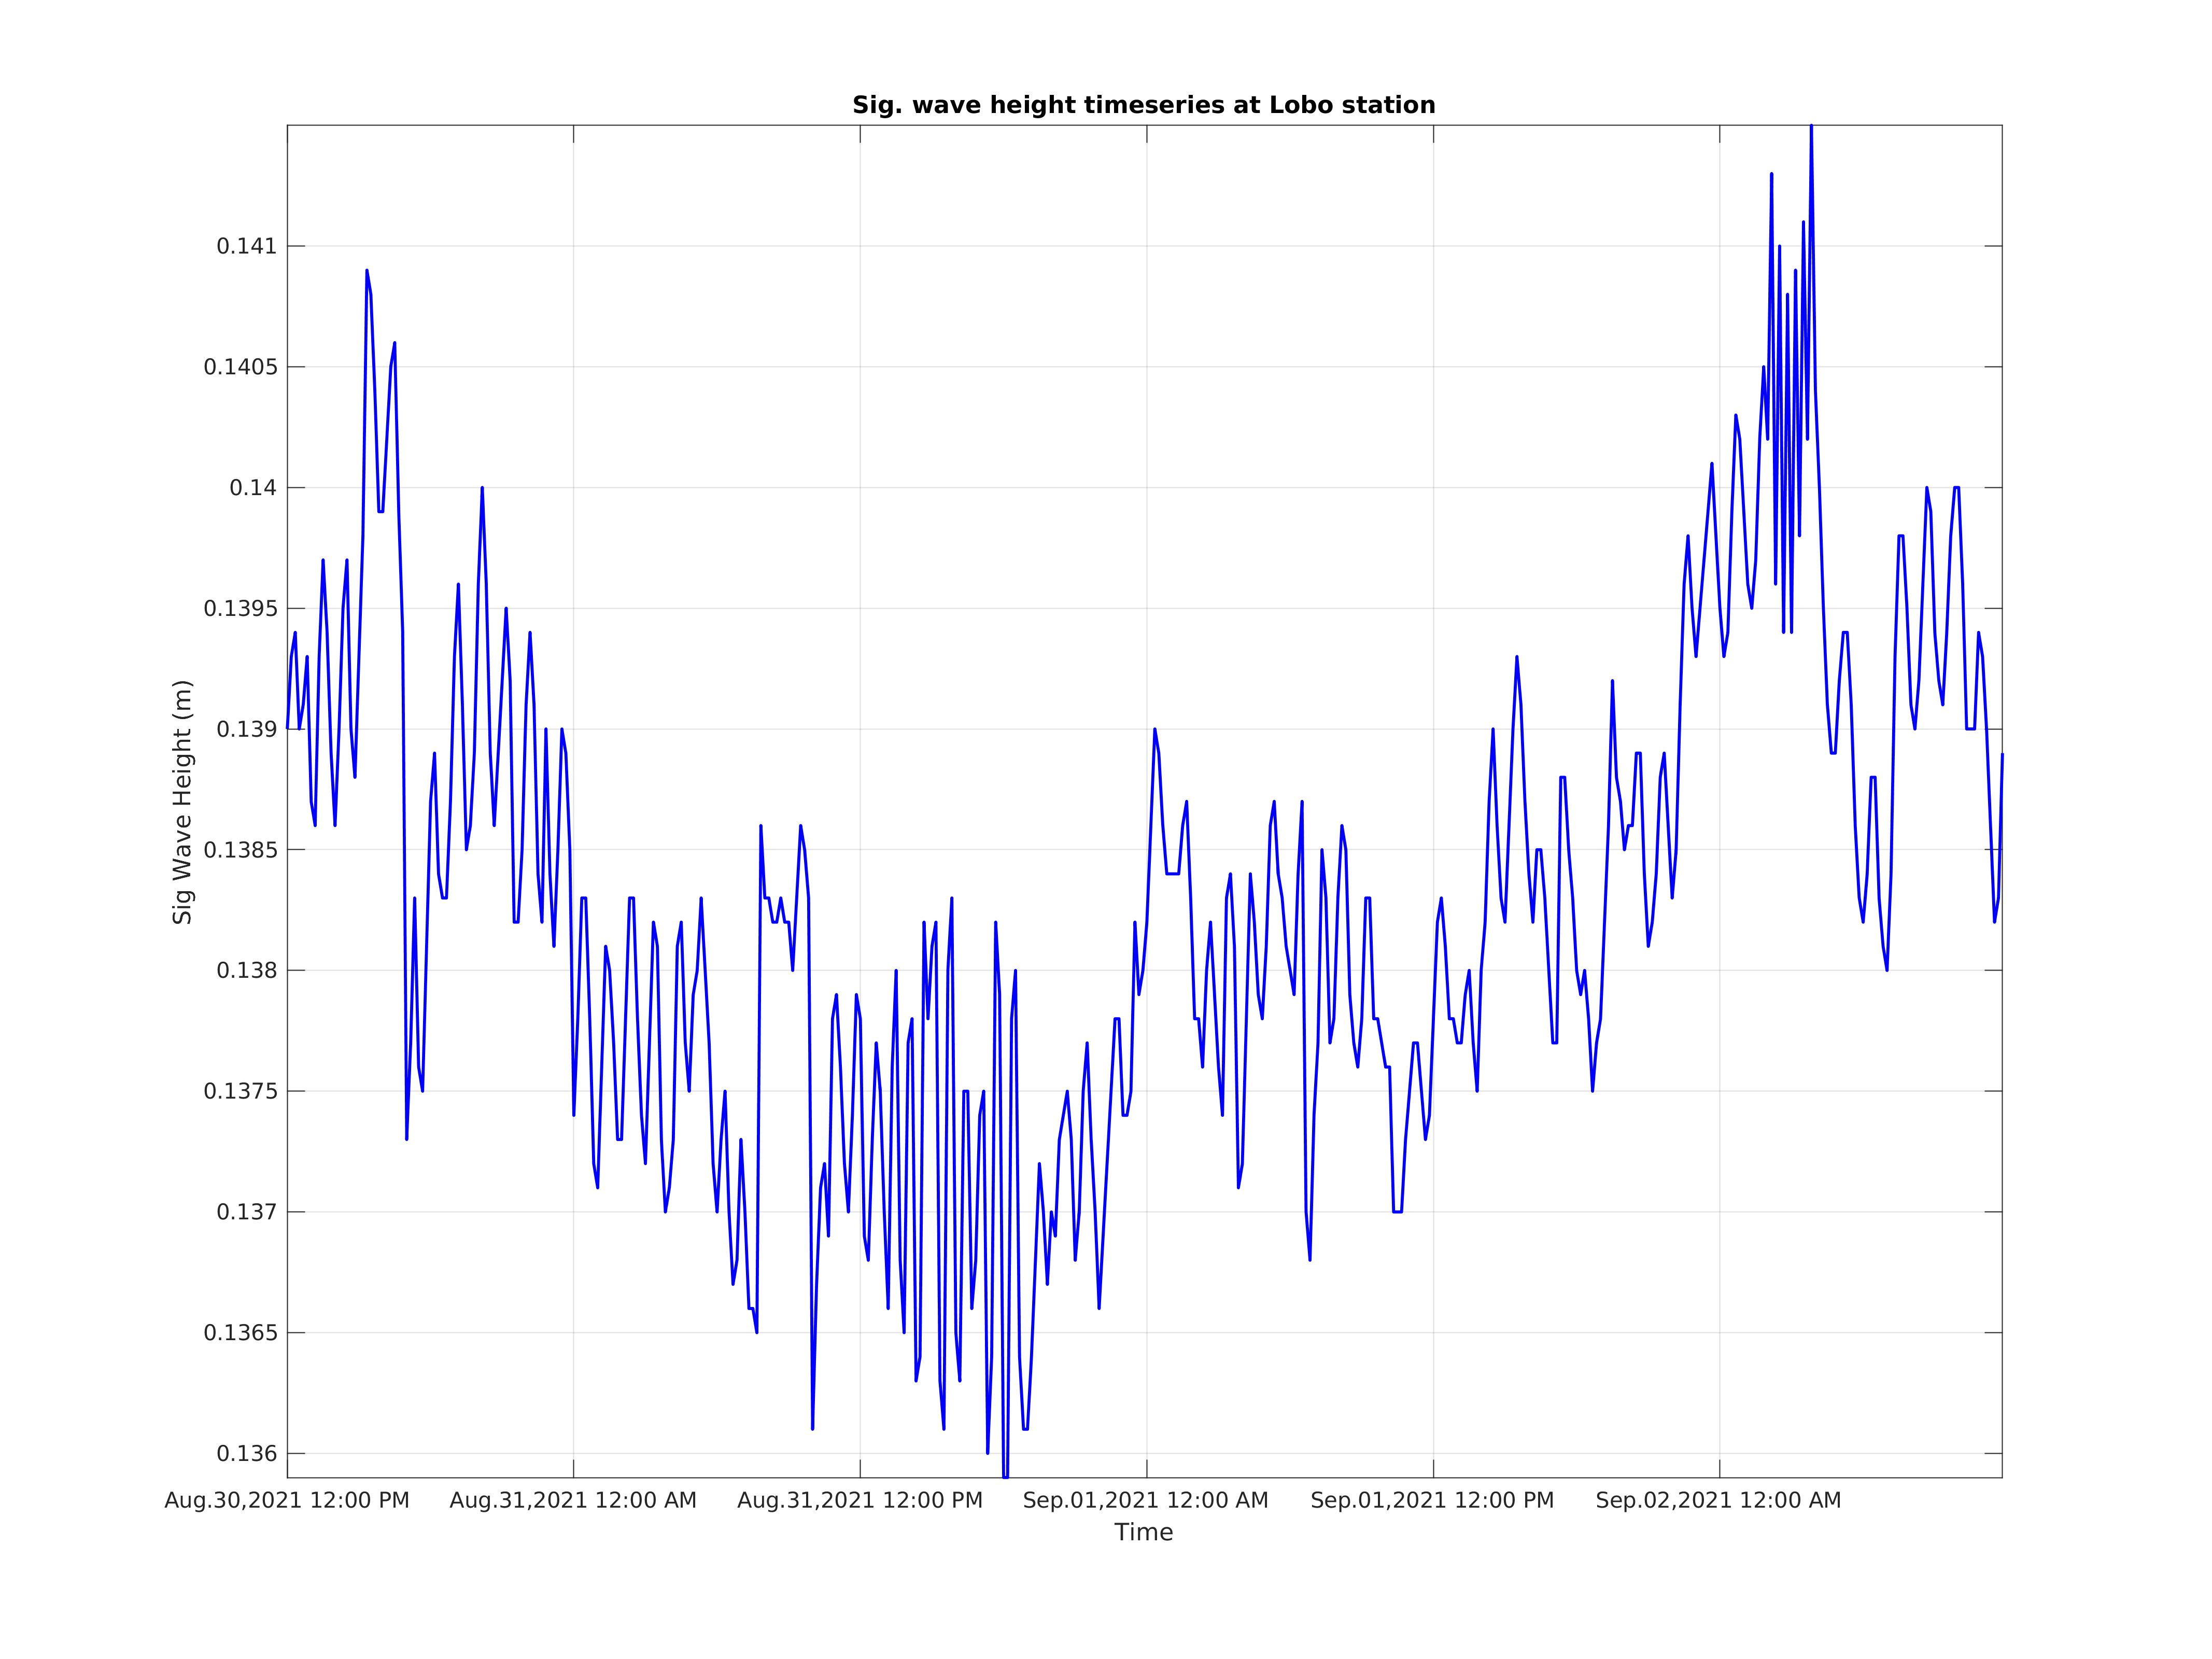 Sig. wave height timeseries at Lobo station
0.141
0.1405
0.14
0.1395
0.139
0.1385
0.138
0.1375
0.137
0.1365
0.136
Sig Wave Height (m)
Aug.30,2021 12:00 PM Aug.31,2021 12:00 AM Aug.31,2021 12:00 PM Sep.01,2021 12:00 AM Sep.01,2021 12:00 PM Sep.02,2021 12:00 AM
Time